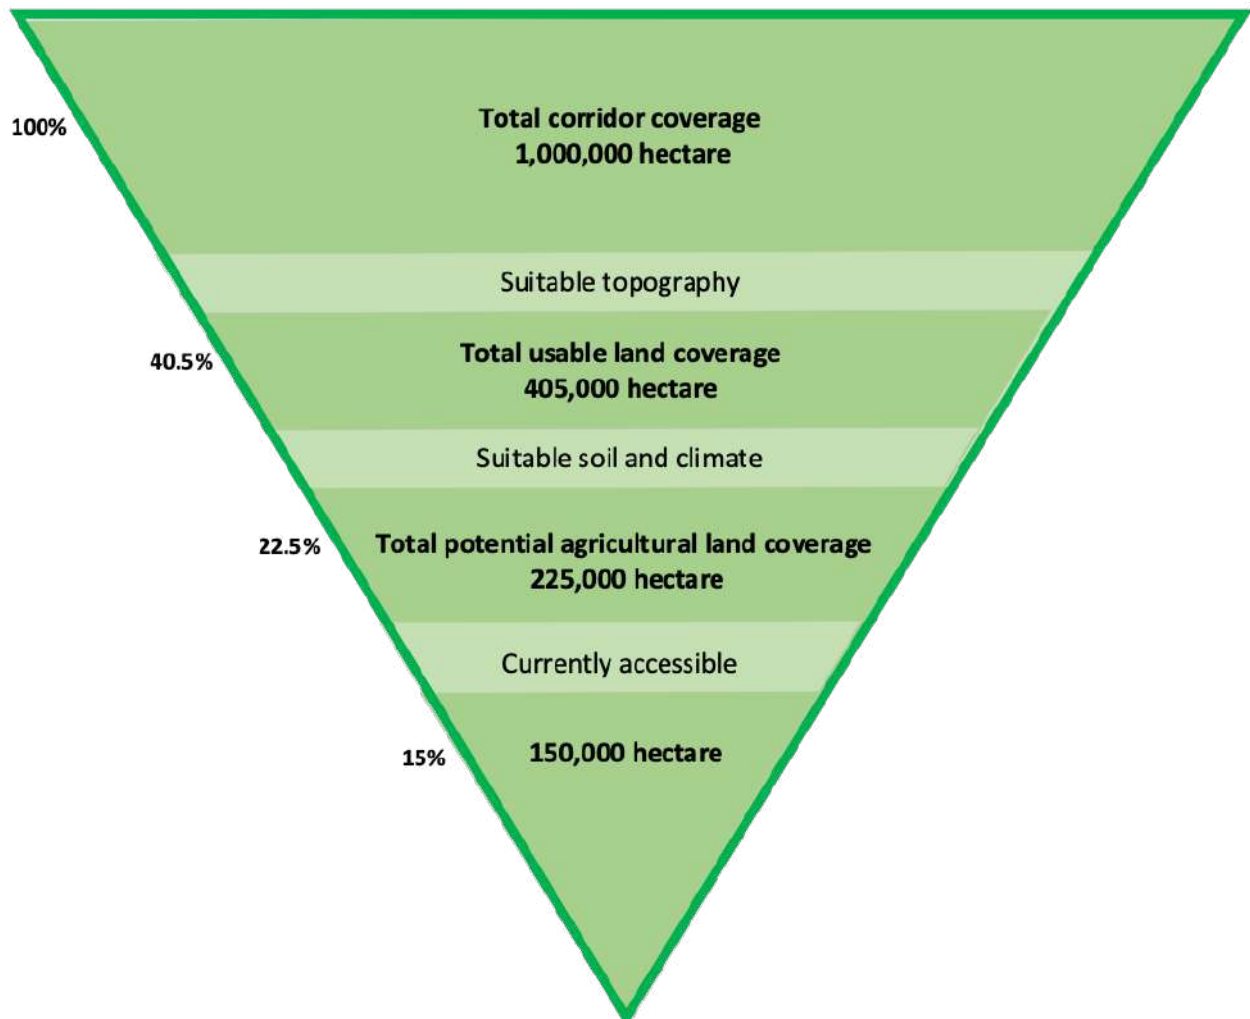 100%
Total corridor coverage
1,000,000 hectare
Suitable topography
40.5%
Total usable land coverage
405,000 hectare
Suitable soil and climate
22.5%
Total potential agricultural land coverage
225,000 hectare
Currently accessible
15%
150,000 hectare